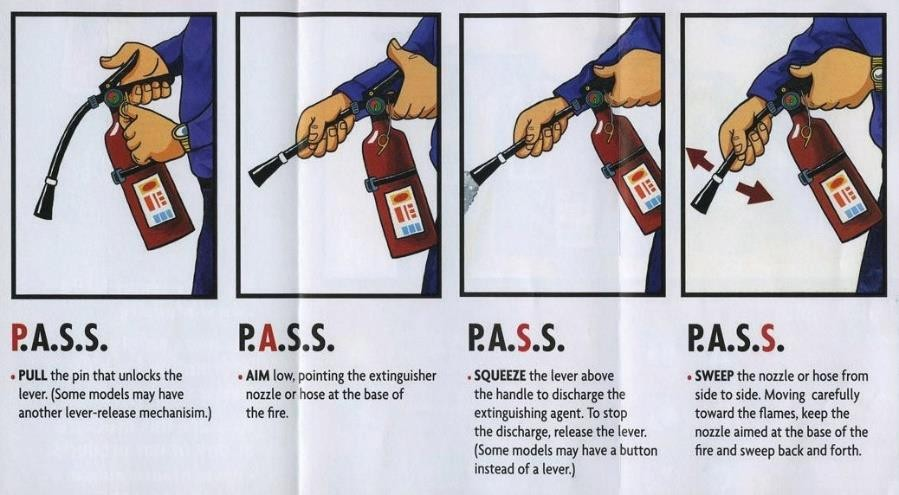 P.A.S.S.
• PULL the pin that unlocks the
lever. (Some models may have
another lever-release mechanisim.)
P.A.S.S.
• AIM low, pointing the extinguisher
nozzle or hose at the base of
the fire.
P.A.S.S.
• SQUEEZE the lever above
the handle to discharge the
extinguishing agent. To stop
the discharge, release the lever.
(Some models may have a button
instead of a lever.)
P.A.S.S.
• SWEEP the nozzle or hose from
side to side. Moving carefully
toward the flames, keep the
nozzle aimed at the base of the
fire and sweep back and forth.